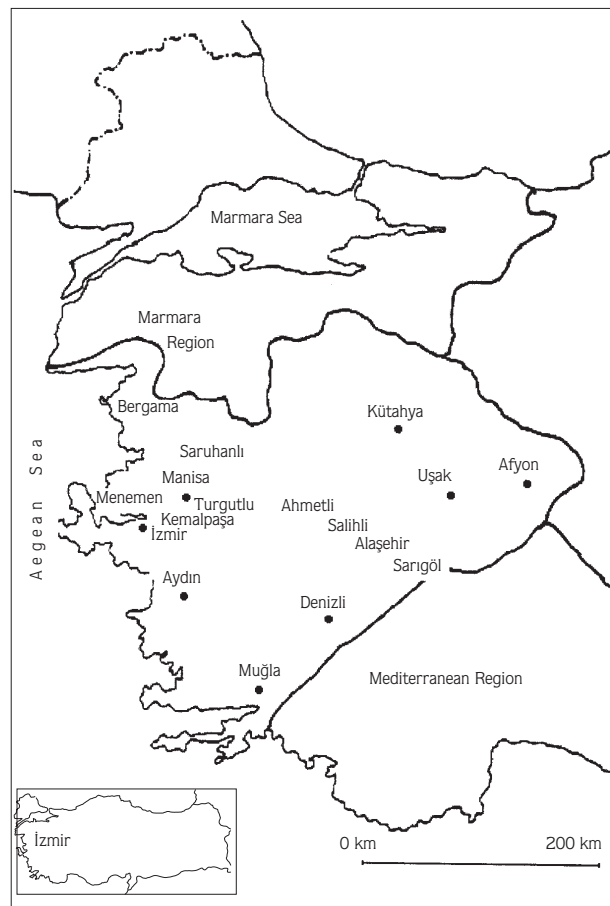 Marmara Sea
Marmara
Region
Bergama
Kütahya
Saruhanlı
Afyon
Manisa
Uşak
Menemen
Turgutlu
Ahmetli
Kemalpaşa
Salihli
İzmir
Alaşehir
Sarıgöl
Aegean Sea
Aydın
Denizli
Muğla
Mediterranean Region
İzmir
0 km 200 km